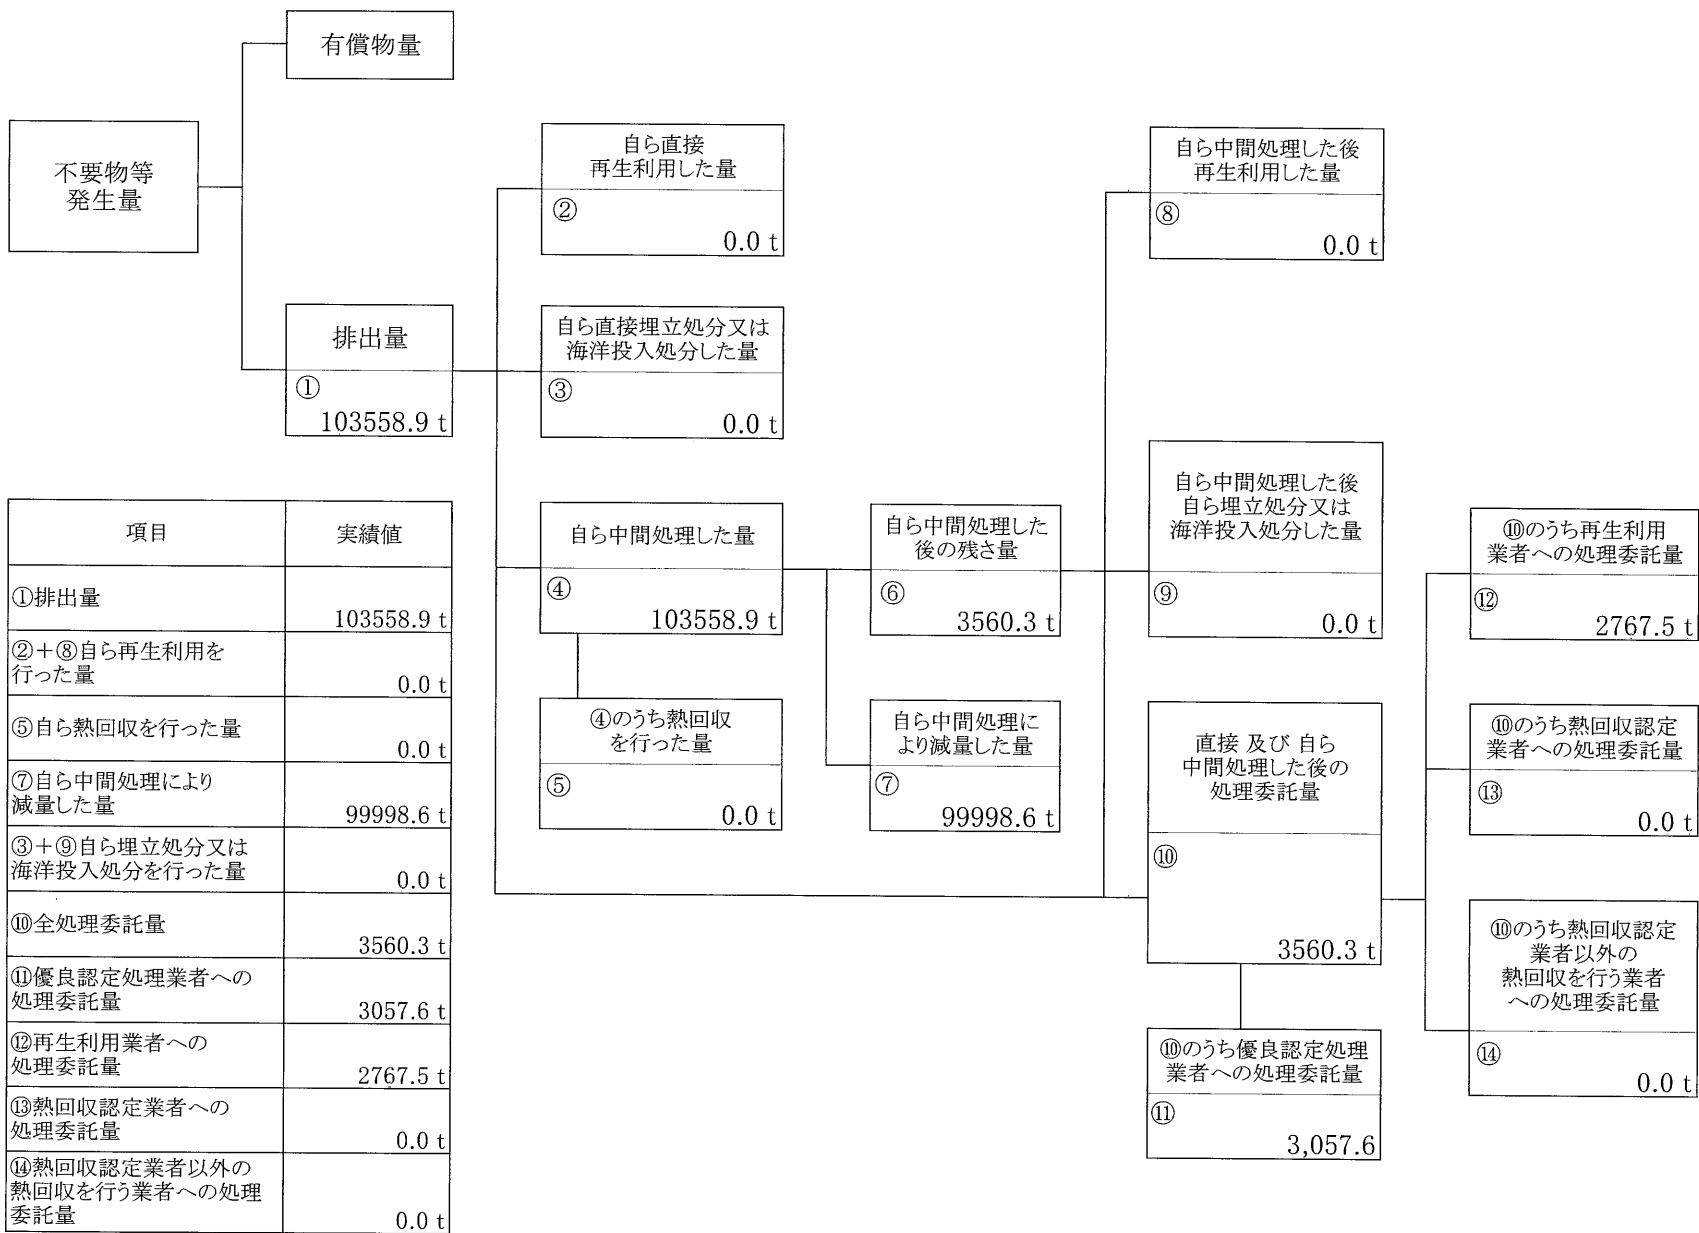 有償物量
不要物等
発生量
排出量
①
103558.9 t
自ら直接
再生利用した量
②
0.0 t
自ら直接埋立処分又は
海洋投入処分した量
③
0.0 t
自ら中間処理した量
④
103558.9 t
④のうち熱回収
を行った量
⑤
0.0 t
自ら中間処理した
後の残さ量
⑥
3560.3 t
自ら中間処理に
より減量した量
⑦
99998.6 t
自ら中間処理した後
再生利用した量
⑧
0.0 t
自ら中間処理した後
自ら埋立処分又は
海洋投入処分した量
⑨
0.0 t
直接 及び 自ら
中間処理した後の
処理委託量
⑩
3560.3 t
⑩のうち優良認定処理
業者への処理委託量
⑪
3,057.6
⑩のうち再生利用
業者への処理委託量
⑫
2767.5 t
⑩のうち熱回収認定
業者への処理委託量
⑬
0.0 t
⑩のうち熱回収認定
業者以外の
熱回収を行う業者
への処理委託量
⑭
0.0 t
項目 実績値
①排出量
103558.9 t
②+⑧自ら再生利用を
行った量
0.0 t
⑤自ら熱回収を行った量
0.0 t
⑦自ら中間処理により
減量した量
99998.6 t
③+⑨自ら埋立処分又は
海洋投入処分を行った量
0.0 t
⑩全処理委託量
3560.3 t
⑪優良認定処理業者への
処理委託量
3057.6 t
⑫再生利用業者への
処理委託量
2767.5 t
⑬熱回収認定業者への
処理委託量
0.0 t
⑭熱回収認定業者以外の
熱回収を行う業者への処理
委託量
0.0 t